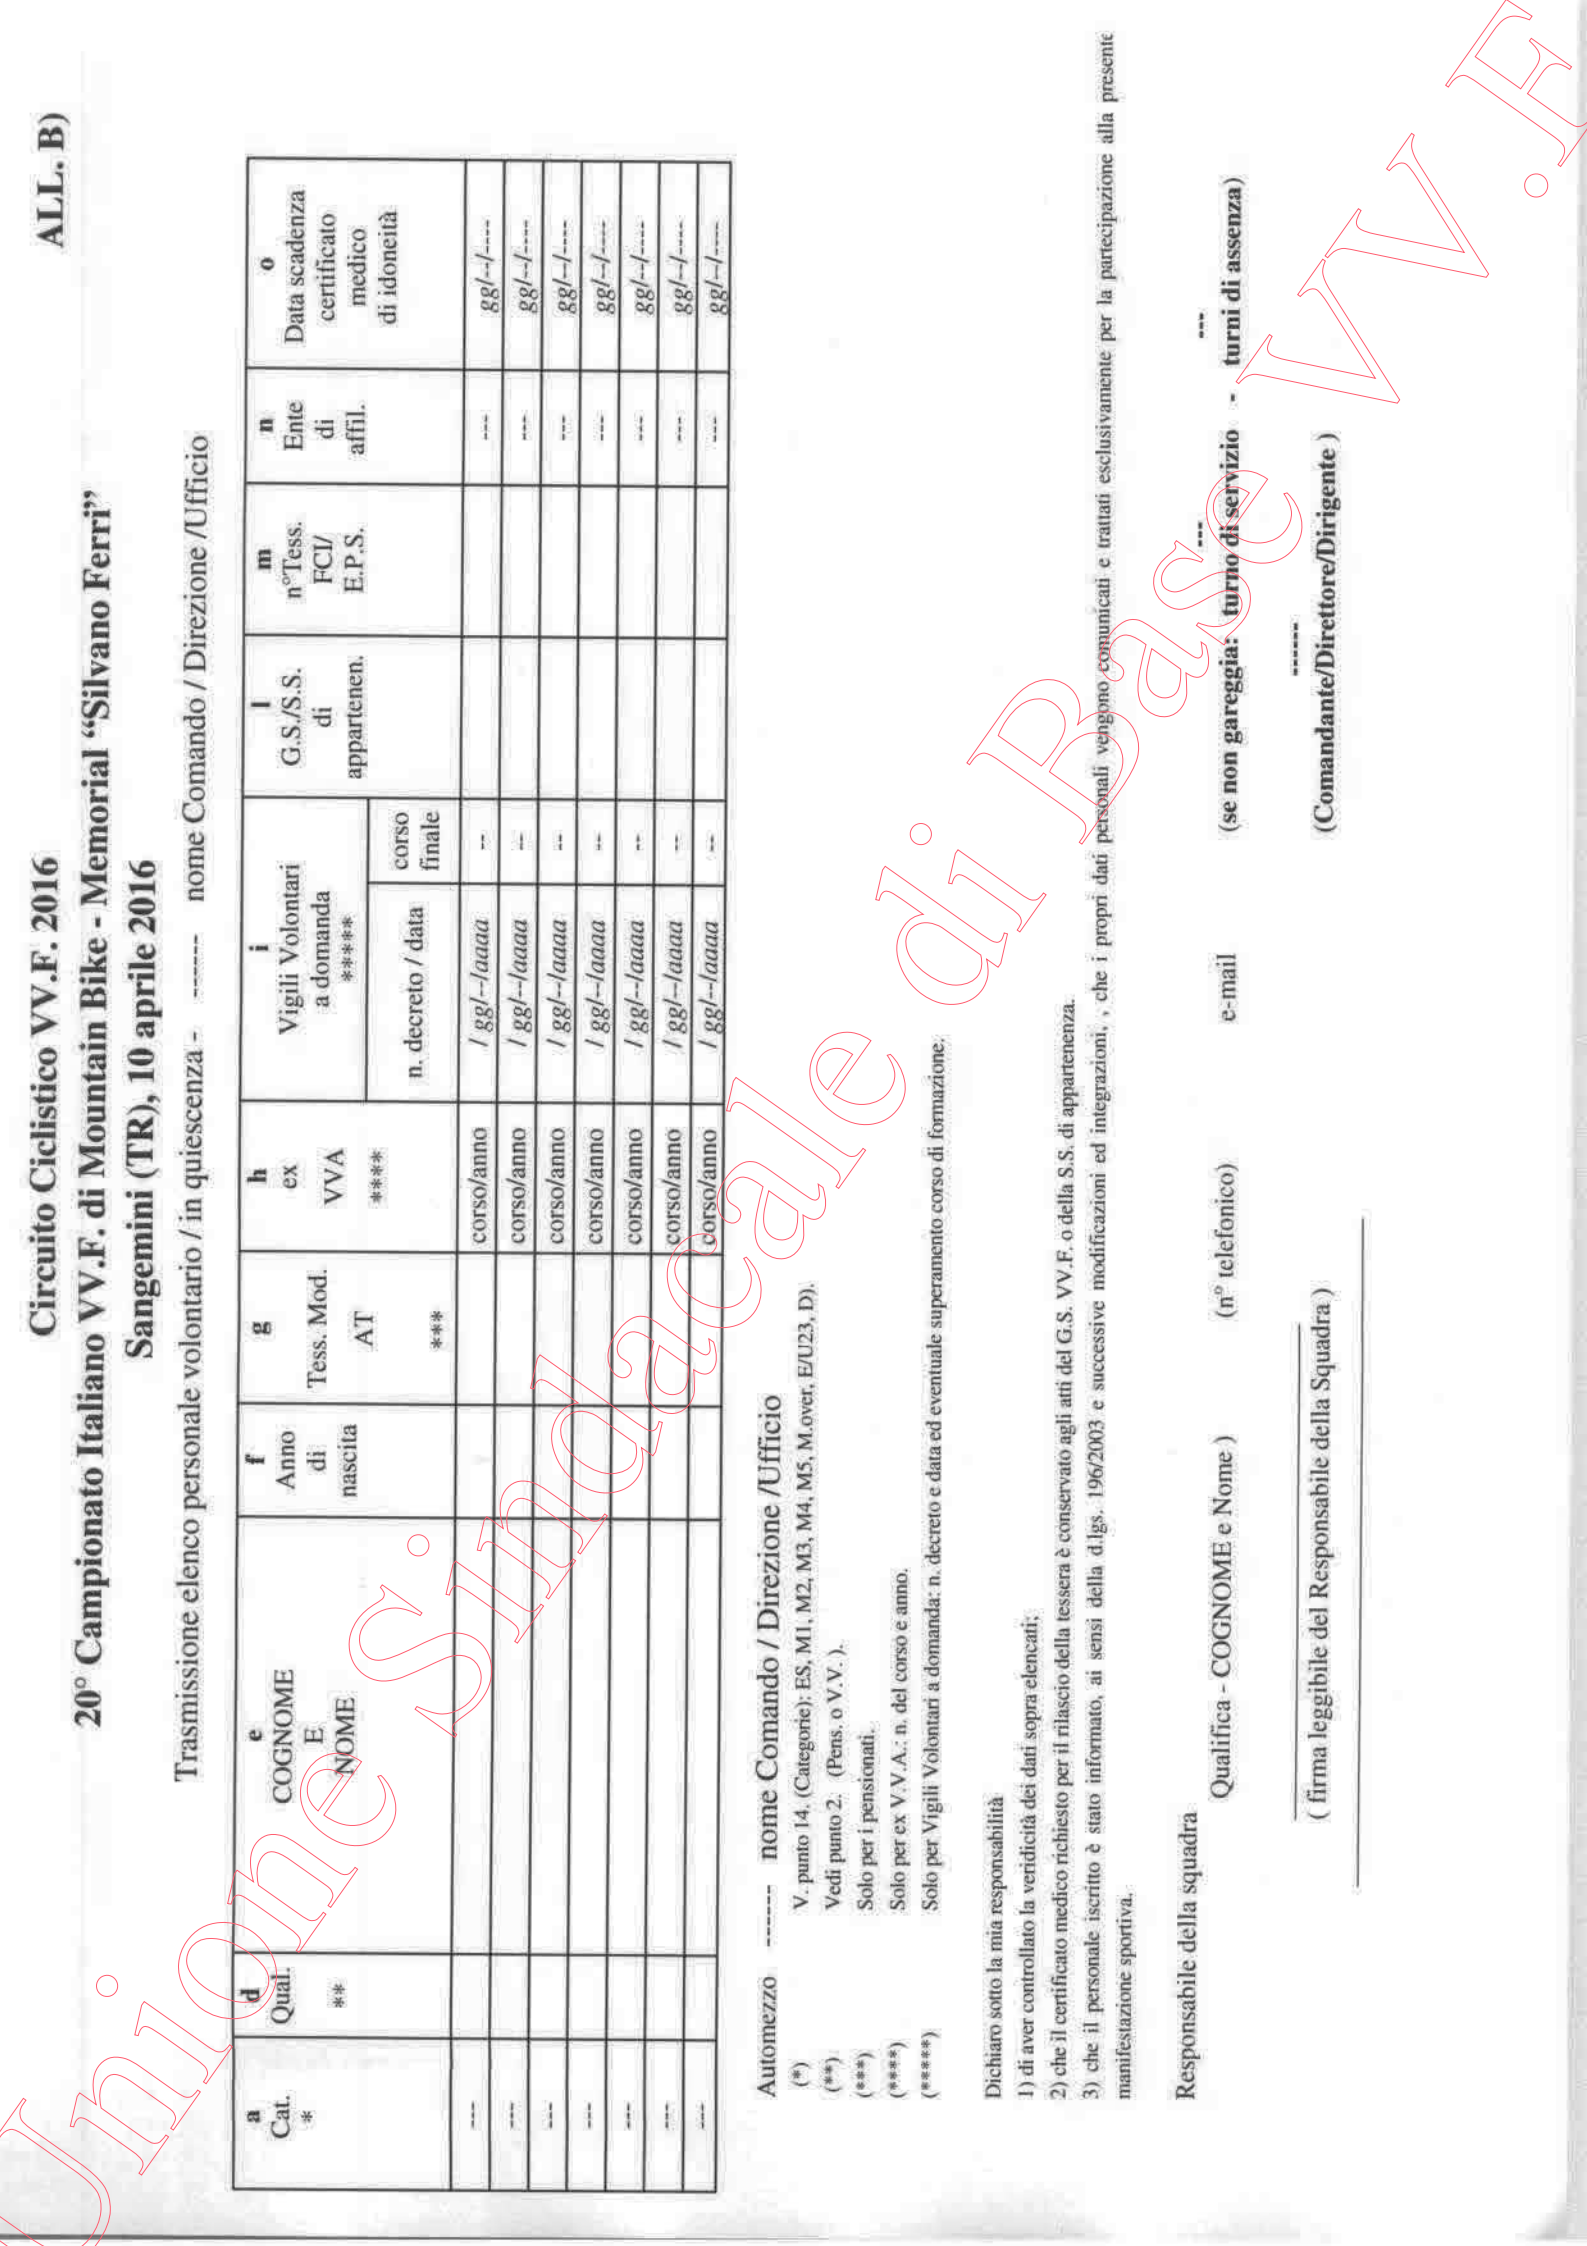 Circuito Ciclistico VV.F. 2016 ALL. B)
20° Campionato Italiano VV.F. di Mountain Bike - Memorial “Silvano Ferri”
Sangemini (TR), 10 aprile 2016
Trasmissione elenco personale volontario / in quiescenza - ----- nome Comando / Direzione /Ufficio
a
Cat.
*
d
Qual.
**
e
COGNOME
E
NOME
f
Anno
di
nascita
g
Tess. Mod.
AT
***
h
ex
VVA
****
i
Vigili Volontari
a domanda
*****
n. decreto / data
corso
finale
l
G.S./S.S.
di
appartenen.
m
n°Tess.
FCI/
E.P.S.
n
Ente
di
affil.
o
Data scadenza
certificato
medico
di idoneità
--- corso/anno / gg/--/aaaa -- --- gg/--/----
--- corso/anno / gg/--/aaaa -- --- gg/--/----
--- corso/anno / gg/--/aaaa -- --- gg/--/----
--- corso/anno / gg/--/aaaa -- --- gg/--/----
--- corso/anno / gg/--/aaaa -- --- gg/--/----
--- corso/anno / gg/--/aaaa -- --- gg/--/----
--- corso/anno / gg/--/aaaa -- --- gg/--/----
Automezzo ------ nome Comando / Direzione /Ufficio
(*) V. punto 14. (Categorie): ES, M1, M2, M3, M4, M5, M.over, E/U23, D).
(**) Vedi punto 2. (Pens. o V.V. ).
(***) Solo per i pensionati.
(****) Solo per ex V.V.A.: n. del corso e anno.
(*****) Solo per Vigili Volontari a domanda: n. decreto e data ed eventuale superamento corso di formazione;
Dichiaro sotto la mia responsabilità
1) di aver controllato la veridicità dei dati sopra elencati;
2) che il certificato medico richiesto per il rilascio della tessera è conservato agli atti del G.S. VV.F. o della S.S. di appartenenza.
3) che il personale iscritto è stato informato, ai sensi della d.lgs. 196/2003 e successive modificazioni ed integrazioni, , che i propri dati personali vengono comunicati e trattati esclusivamente per la partecipazione alla presente
manifestazione sportiva.
Responsabile della squadra --- ---
Qualifica - COGNOME e Nome ) (n° telefonico) e-mail (se non gareggia: turno di servizio - turni di assenza)
------
( firma leggibile del Responsabile della Squadra ) (Comandante/Direttore/Dirigente )
Unione Sindacale di Base VV.F